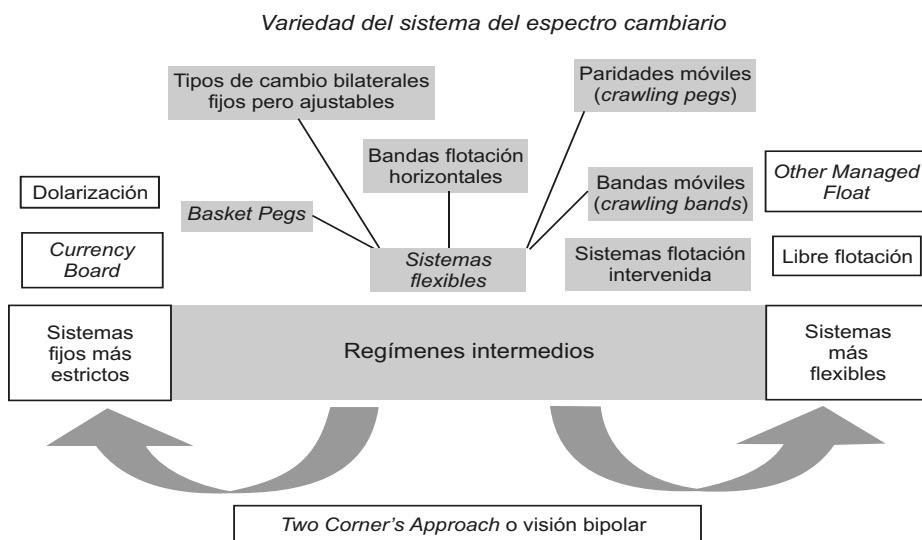 Variedad del sistema del espectro cambiario
Tipos de cambio bilaterales
fijos pero ajustables
Paridades móviles
(crawling pegs)
Bandas flotación
horizontales
Dolarización
Basket Pegs
Bandas móviles
(crawling bands)
Other Managed
Float
Currency
Board
Sistemas
flexibles
Sistemas flotación
intervenida
Libre flotación
Sistemas
fijos más
estrictos
Regímenes intermedios
Sistemas
más
flexibles
Two Corner's Approach o visión bipolar